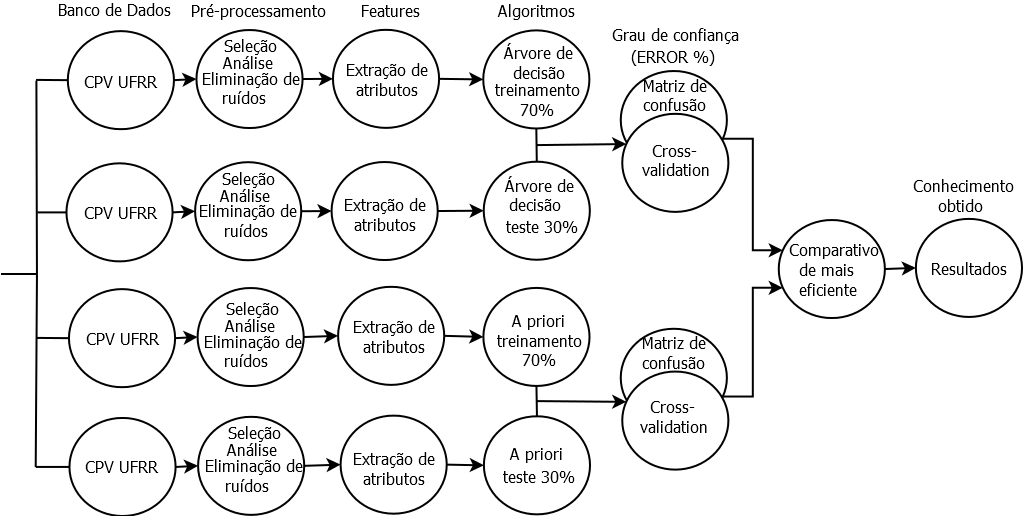 Banco de Dados
Pré-processamento
Features
Algoritmos
Grau de confiança
(ERROR %)
Conhecimento
obtido
CPV UFRR
Seleção
Análise
Eliminação de
ruídos
Extração de
atributos
Árvore de
decisão
treinamento
70%
Matriz de
confusão
Cross-
validation
CPV UFRR
Seleção
Análise
Eliminação de
ruídos
Extração de
atributos
Árvore de
decisão
teste 30%
Comparativo
de mais
eficiente
Resultados
CPV UFRR
Seleção
Análise
Eliminação de
ruídos
Extração de
atributos
A priori
treinamento
70%
Matriz de
confusão
Cross-
validation
CPV UFRR
Seleção
Análise
Eliminação de
ruídos
Extração de
atributos
A priori
teste 30%